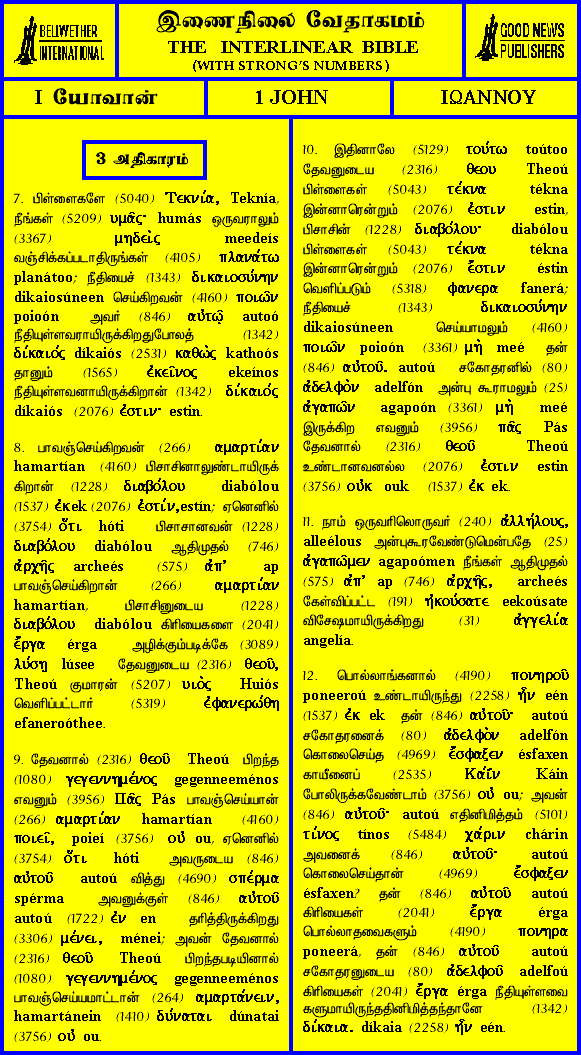 BELLWETHER
INTERNATIONAL
இணைநிலை வேதாகமம்
THE INTERLINEAR BIBLE
(WITH STRONG'S NUMBERS)
GOOD NEWS
PUBLISHERS
I யோவான்
1 JOHN
ΙΩΑΝΝΟΥ
3 அதிகாரம்
7. பிள்ளைகளே (5040) Τεκνία, Teknía,
நீங்கள் (5209) υμᾶς· humás ஒருவராலும்
(3367) μηδεὶς meedeís
வஞ்சிக்கப்படாதிருங்கள் (4105) πλανάτω
planátoo; நீதியைச் (1343) δικαιοσύνην
dikaiosúneen செய்கிறவன் (4160) ποιῶν
poioón அவர் (846) αὐτῷ autoó
நீதியுள்ளவராயிருக்கிறதுபோலத் (1342)
δίκαιός díkaiós (2531) καθὼς kathoós
தானும் (1565) ἐκεῖνος ekeínos
நீதியுள்ளவனாயிருக்கிறான் (1342) δίκαιός
díkaiós (2076) ἐστιν· estin.
8. பாவஞ்செய்கிறவன் (266) αμαρτίαν
hamartían (4160) பிசாசினாலுண்டாயிருக்
கிறான் (1228) διαβόλου diabólou
(1537) ἐκ ek (2076) ἐστίν, estín; ஏனெனில்
(3754) ὅτι hóti பிசாசானவன் (1228)
διαβόλου diabólou ஆதிமுதல் (746)
ἀρχῆς archeés (575) ἀπ' ap
பாவஞ்செய்கிறான் (266) αμαρτίαν
hamartían, பிசாசினுடைய (1228)
διαβόλου diabólou கிரியைகளை (2041)
ἔργα érga அழிக்கும்படிக்கே (3089)
λύσῃ lúsee தேவனுடைய (2316) θεοῦ,
Theoú குமாரன் (5207) υιὸς Huiós
வெளிப்பட்டார் (5319) ἐφανερώθη
efaneroóthee.
9. தேவனால் (2316) θεοῦ Theoú பிறந்த
(1080) γεγεννημένος gegenneeménos
எவனும் (3956) Πᾶς Pás பாவஞ்செய்யான்
(266) αμαρτίαν hamartían (4160)
ποιεῖ, poieí (3756) οὐ ou, ஏனெனில்
(3754) ὅτι hóti அவருடைய (846)
αὐτοῦ autoú வித்து (4690) σπέρμα
spérma அவனுக்குள் (846) αὐτοῦ
autoú (1722) ἐν en தரித்திருக்கிறது
(3306) μένει, ménei; அவன் தேவனால்
(2316) θεοῦ Theoú பிறந்தபடியினால்
(1080) γεγεννημένος gegenneeménos
பாவஞ்செய்யமாட்டான் (264) αμαρτάνειν,
hamartánein (1410) δύναται dúnatai
(3756) οὐ ou.
10. இதினாலே (5129) τούτω toútoo
தேவனுடைய (2316) θεου Theoú
பிள்ளைகள் (5043) τέκνα tékna
இன்னாரென்றும் (2076) ἐστιν estin,
பிசாசின் (1228) διαβόλου· diabólou
பிள்ளைகள் (5043) τέκνα tékna
இன்னாரென்றும் (2076) ἔστιν éstin
வெளிப்படும் (5318) φανερα fanerá;
நீதியைச் (1343) δικαιοσύνην
dikaiosúneen செய்யாமலும் (4160)
ποιῶν poioón (3361) μὴ meé தன்
(846) αὐτοῦ. autoú சகோதரனில் (80)
ἀδελφὸν adelfón அன்பு கூராமலும் (25)
ἀγαπῶν agapoón (3361) μὴ meé
இருக்கிற எவனும் (3956) πᾶς Pás
தேவனால் (2316) θεοῦ Theoú
உண்டானவனல்ல (2076) ἐστιν estin
(3756) οὐκ ouk (1537) ἐκ ek.
11. நாம் ஒருவரிலொருவர் (240) ἀλλήλους,
alleélous அன்புகூரவேண்டுமென்பதே (25)
ἀγαπῶμεν agapoómen நீங்கள் ஆதிமுதல்
(575) ἀπ' ap (746) ἀρχῆς, archeés
கேள்விப்பட்ட (191) ἠκούσατε eekoúsate
விசேஷமாயிருக்கிறது (31) ἀγγελία
angelía.
12. பொல்லாங்கனால் (4190) πονηροῦ
poneeroú உண்டாயிருந்து (2258) ἦν eén
(1537) ἐκ ek தன் (846) αὐτοῦ· autoú
சகோதரனைக் (80) ἀδελφὸν adelfón
கொலைசெய்த (4969) ἔσφαξεν ésfaxen
காயீனைப் (2535) Κάϊν Káin
போலிருக்கவேண்டாம் (3756) οὐ ou; அவன்
(846) αὐτοῦ· autoú எதினிமித்தம் (5101)
τίνος tínos (5484) χάριν chárin
அவனைக் (846) αὐτοῦ· autoú
கொலைசெய்தான் (4969) ἔσφαξεν
ésfaxen? தன் (846) αὐτοῦ autoú
கிரியைகள் (2041) ἔργα érga
பொல்லாதவைகளும் (4190) πονηρα
poneerá, தன் (846) αὐτοῦ autoú
சகோதரனுடைய (80) ἀδελφοῦ adelfoú
கிரியைகள் (2041) ἔργα érga நீதியுள்ளவை
களுமாயிருந்ததினிமித்தந்தானே (1342)
δίκαια. díkaia (2258) ἦν eén.